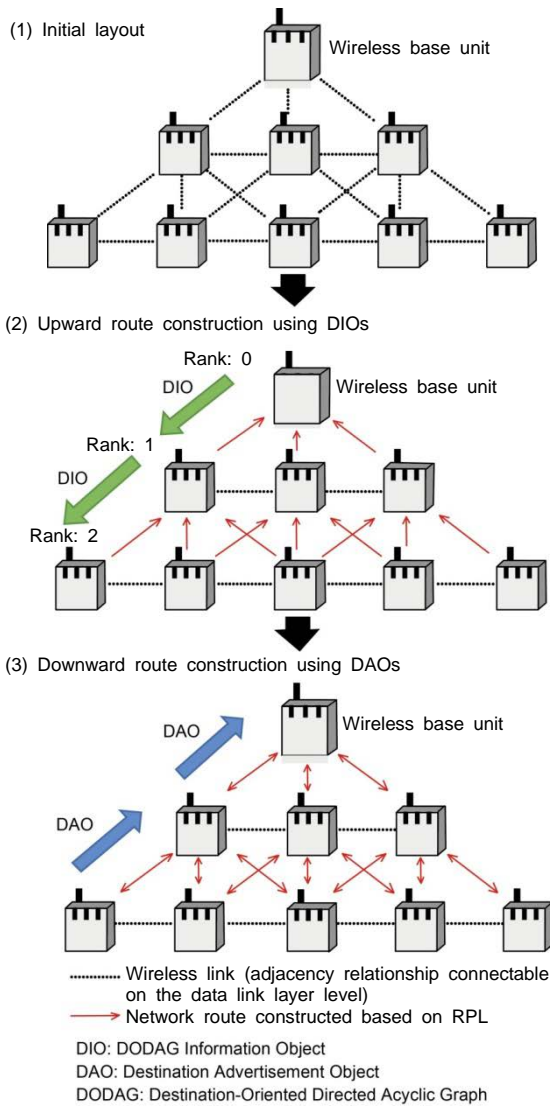 (1) Initial layout
Wireless base unit
(2) Upward route construction using DIOs
Rank: 0
DIO
Wireless base unit
Rank: 1
DIO
Rank: 2
(3) Downward route construction using DAOs
DAO
Wireless base unit
DAO
Wireless link (adjacency relationship connectable
on the data link layer level)
Network route constructed based on RPL
DIO: DODAG Information Object
DAO: Destination Advertisement Object
DODAG: Destination-Oriented Directed Acyclic Graph